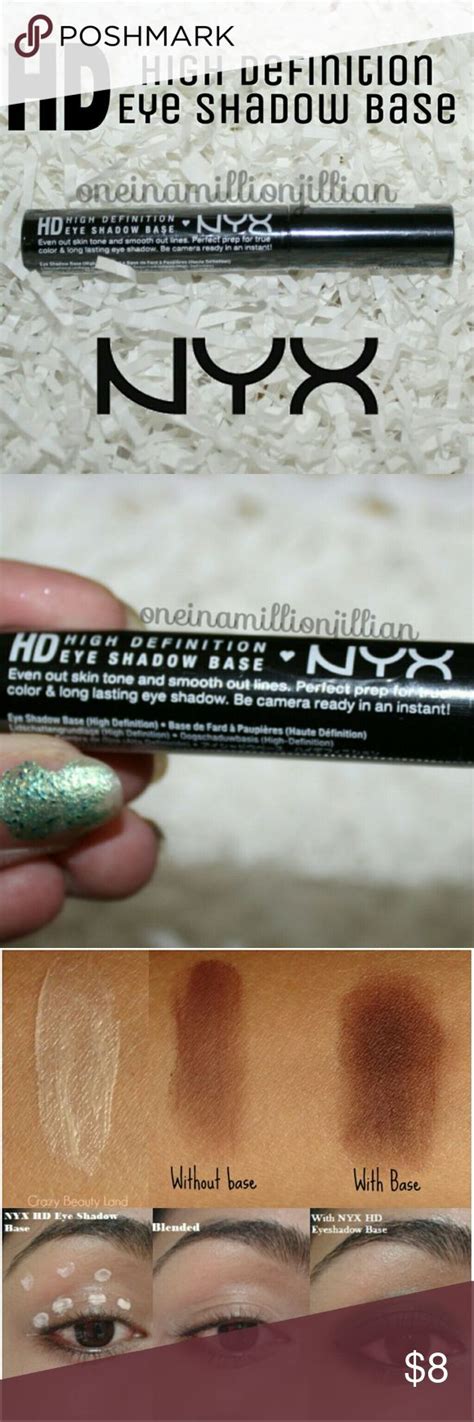 POSHMARK
HD HIGH DEFINITION
EYE SHADOW BASE
oneinamillionjillian
HD HIGH DEFINITION
EYE SHADOW BASE ♥ NYX
Even out skin tone and smooth out lines. Perfect prep for true
color & long lasting eye shadow. Be camera ready in an instant!
NYX
oneinamillionjillian
HD HIGH DEFINITION
EYE SHADOW BASE ♥ NYX
Even out skin tone and smooth out lines. Perfect prep for true
color & long lasting eye shadow. Be camera ready in an instant!
Eye Shadow Base (High Definition) • Base de Fard à Paupières (Haute Définition)
Without base
With Base
Crazy Beauty Land
NYX HD Eye Shadow
Base
Blended
With NYX HD
Eyeshadow Base
$8